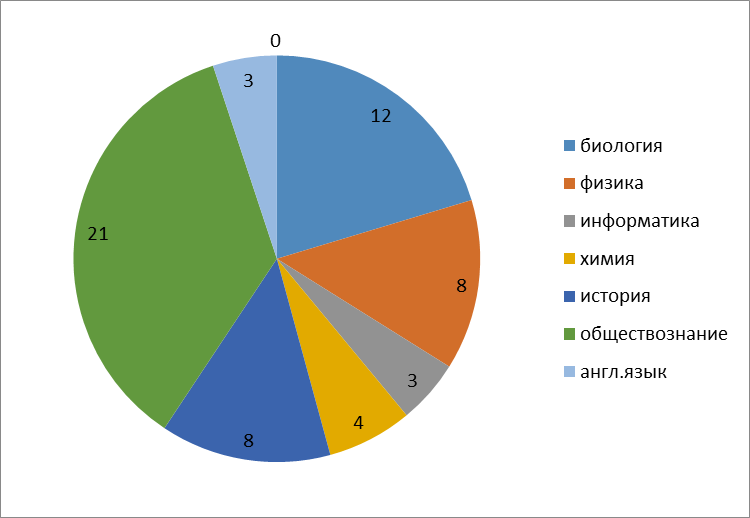 0
3
12
21
8
3
4
8
биология
физика
информатика
химия
история
обществознание
англ.язык